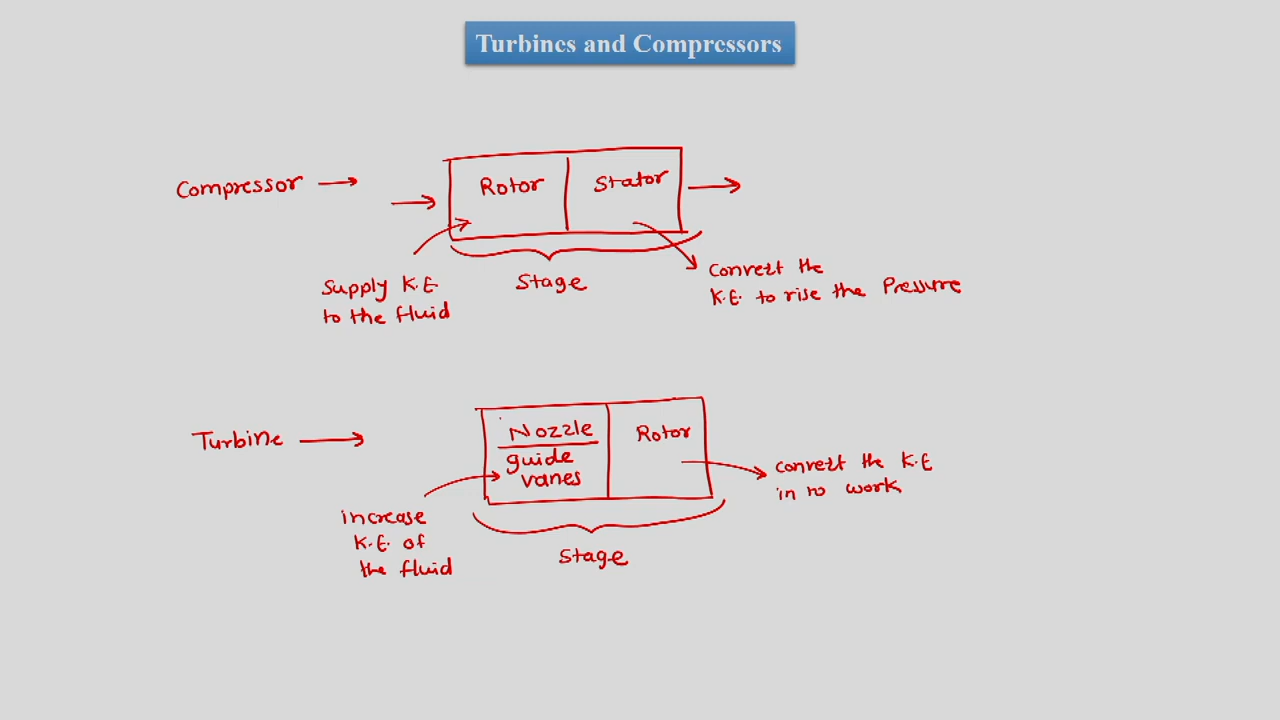 Turbines and Compressors
Compressor
Rotor
Stator
Supply K.E
to the fluid
Stage
Convert the
K.E. to rise the Pressure
Turbine
Nozzle
guide
vanes
Rotor
increase
K.E. of
the fluid
Stage
convert the K.E
in to work